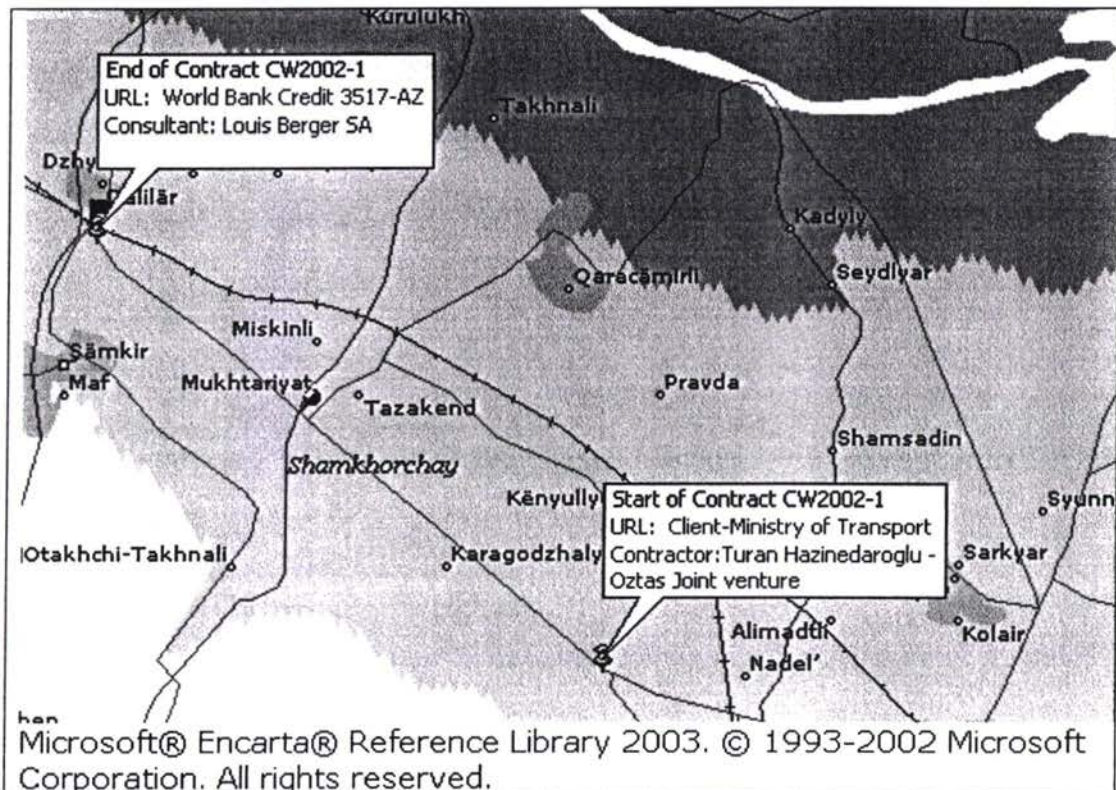 Kurulukh
End of Contract CW2002-1
URL: World Bank Credit 3517-AZ
Consultant: Louis Berger SA
Takhnali
Dälilär
Kadyly
Seydlyar
Qaracämirli
Miskinli
Sämkir
Maf
Mukhtariyat
Tazakend
Pravda
Shamsadin
Shamkhorchay
Start of Contract CW2002-1
URL: Client-Ministry of Transport
Contractor:Turan Hazinedaroglu -
Oztas Joint venture
Otakhchi-Takhnali
Karagodzhaly
Sarkyar
Alimadtli
Kolair
Nadel'
Microsoft® Encarta® Reference Library 2003. © 1993-2002 Microsoft
Corporation. All rights reserved.